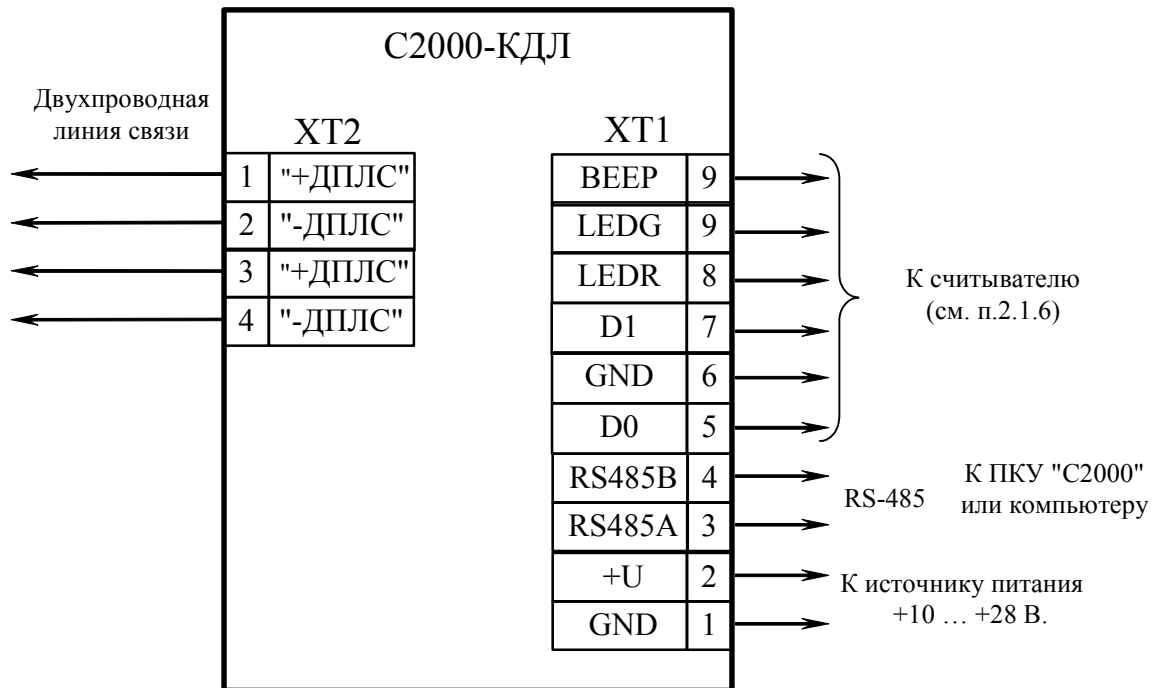 С2000-КДЛ
Двухпроводная
линия связи
XT2
1 "+ДПЛС"
2 "-ДПЛС"
3 "+ДПЛС"
4 "-ДПЛС"
XT1
BEEP 9
LEDG 9
LEDR 8
D1 7
GND 6
D0 5
RS485B 4
RS485A 3
+U 2
GND 1
К считывателю
(см. п.2.1.6)
RS-485
К ПКУ "С2000"
или компьютеру
К источнику питания
+10 … +28 В.